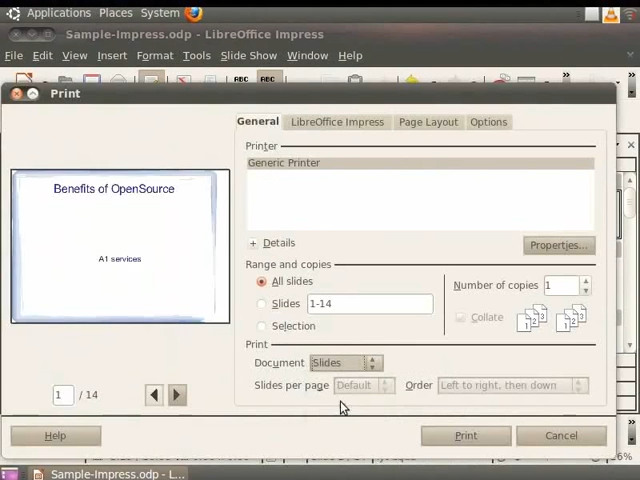 Applications Places System
Sample-Impress.odp - LibreOffice Impress
File Edit View Insert Format Tools Slide Show Window Help
ABC ABC
Print
General LibreOffice Impress Page Layout Options
Printer
Generic Printer
Benefits of OpenSource
A1 services
Details
Properties...
Range and copies
All slides
Number of copies 1
Slides 1-14
Collate
Selection
Print
Document Slides
Slides per page Default Order Left to right, then down
1 / 14
Help Print Cancel
Sample-Impress.odp - L...